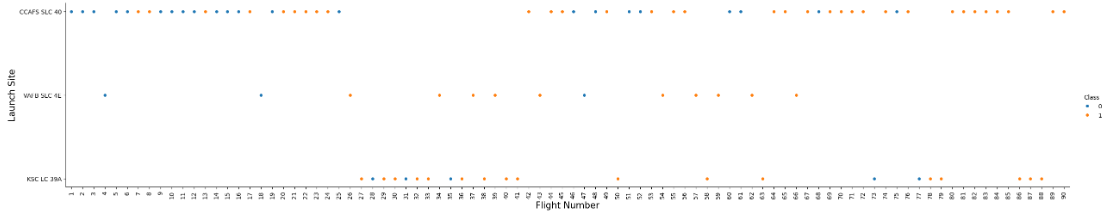 CCAFS SLC 40
VAFB SLC 4E
KSC LC 39A
Launch Site
1 2 3 4 5 6 7 8 9 10 11 12 13 14 15 16 17 18 19 20 21 22 23 24 25 26 27 28 29 30 31 32 33 34 35 36 37 38 39 40 41 42 43 44 45 46 47 48 49 50 51 52 53 54 55 56 57 58 59 60 61 62 63 64 65 66 67 68 69 70 71 72 73 74 75 76 77 78 79 80 81 82 83 84 85 86 87 88 89 90
Flight Number
Class
0
1